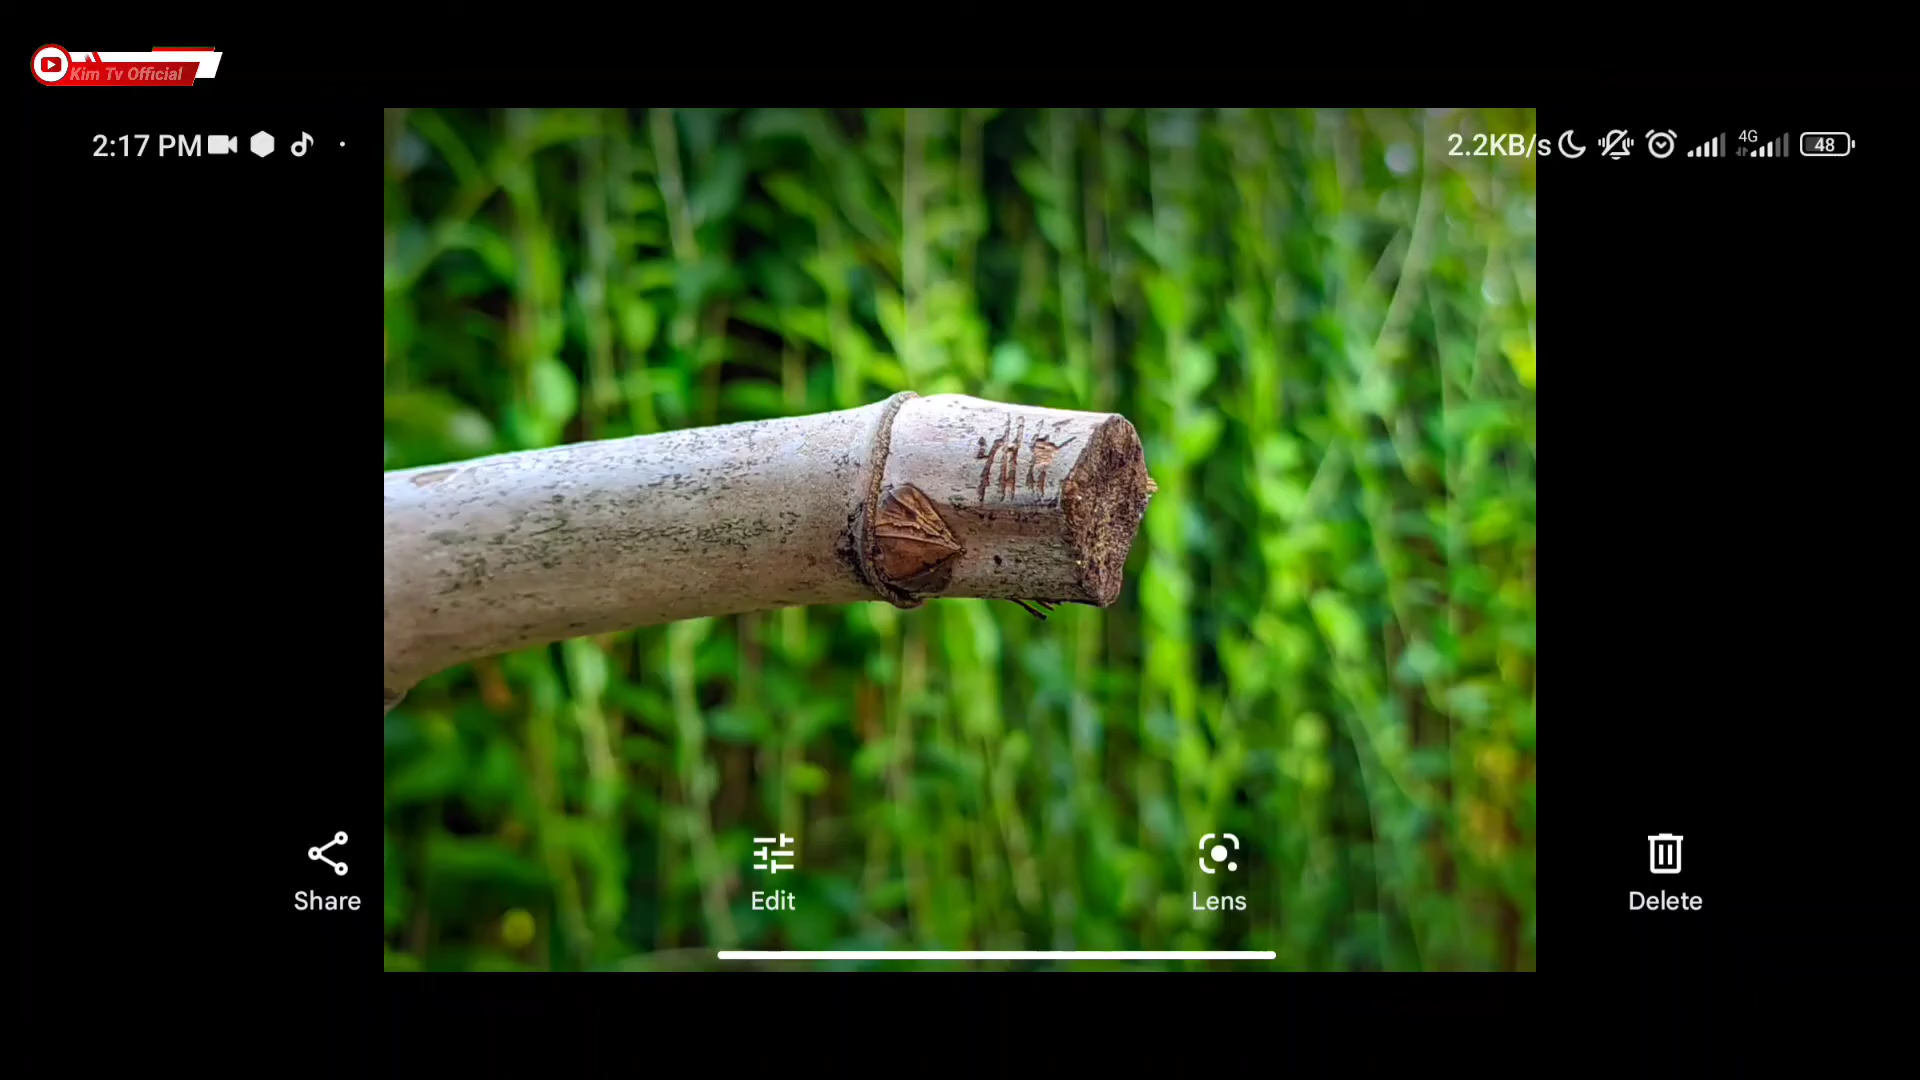 Kim Tv Official
2:17 PM
2.2KB/s
4G
48
Share
Edit
Lens
Delete